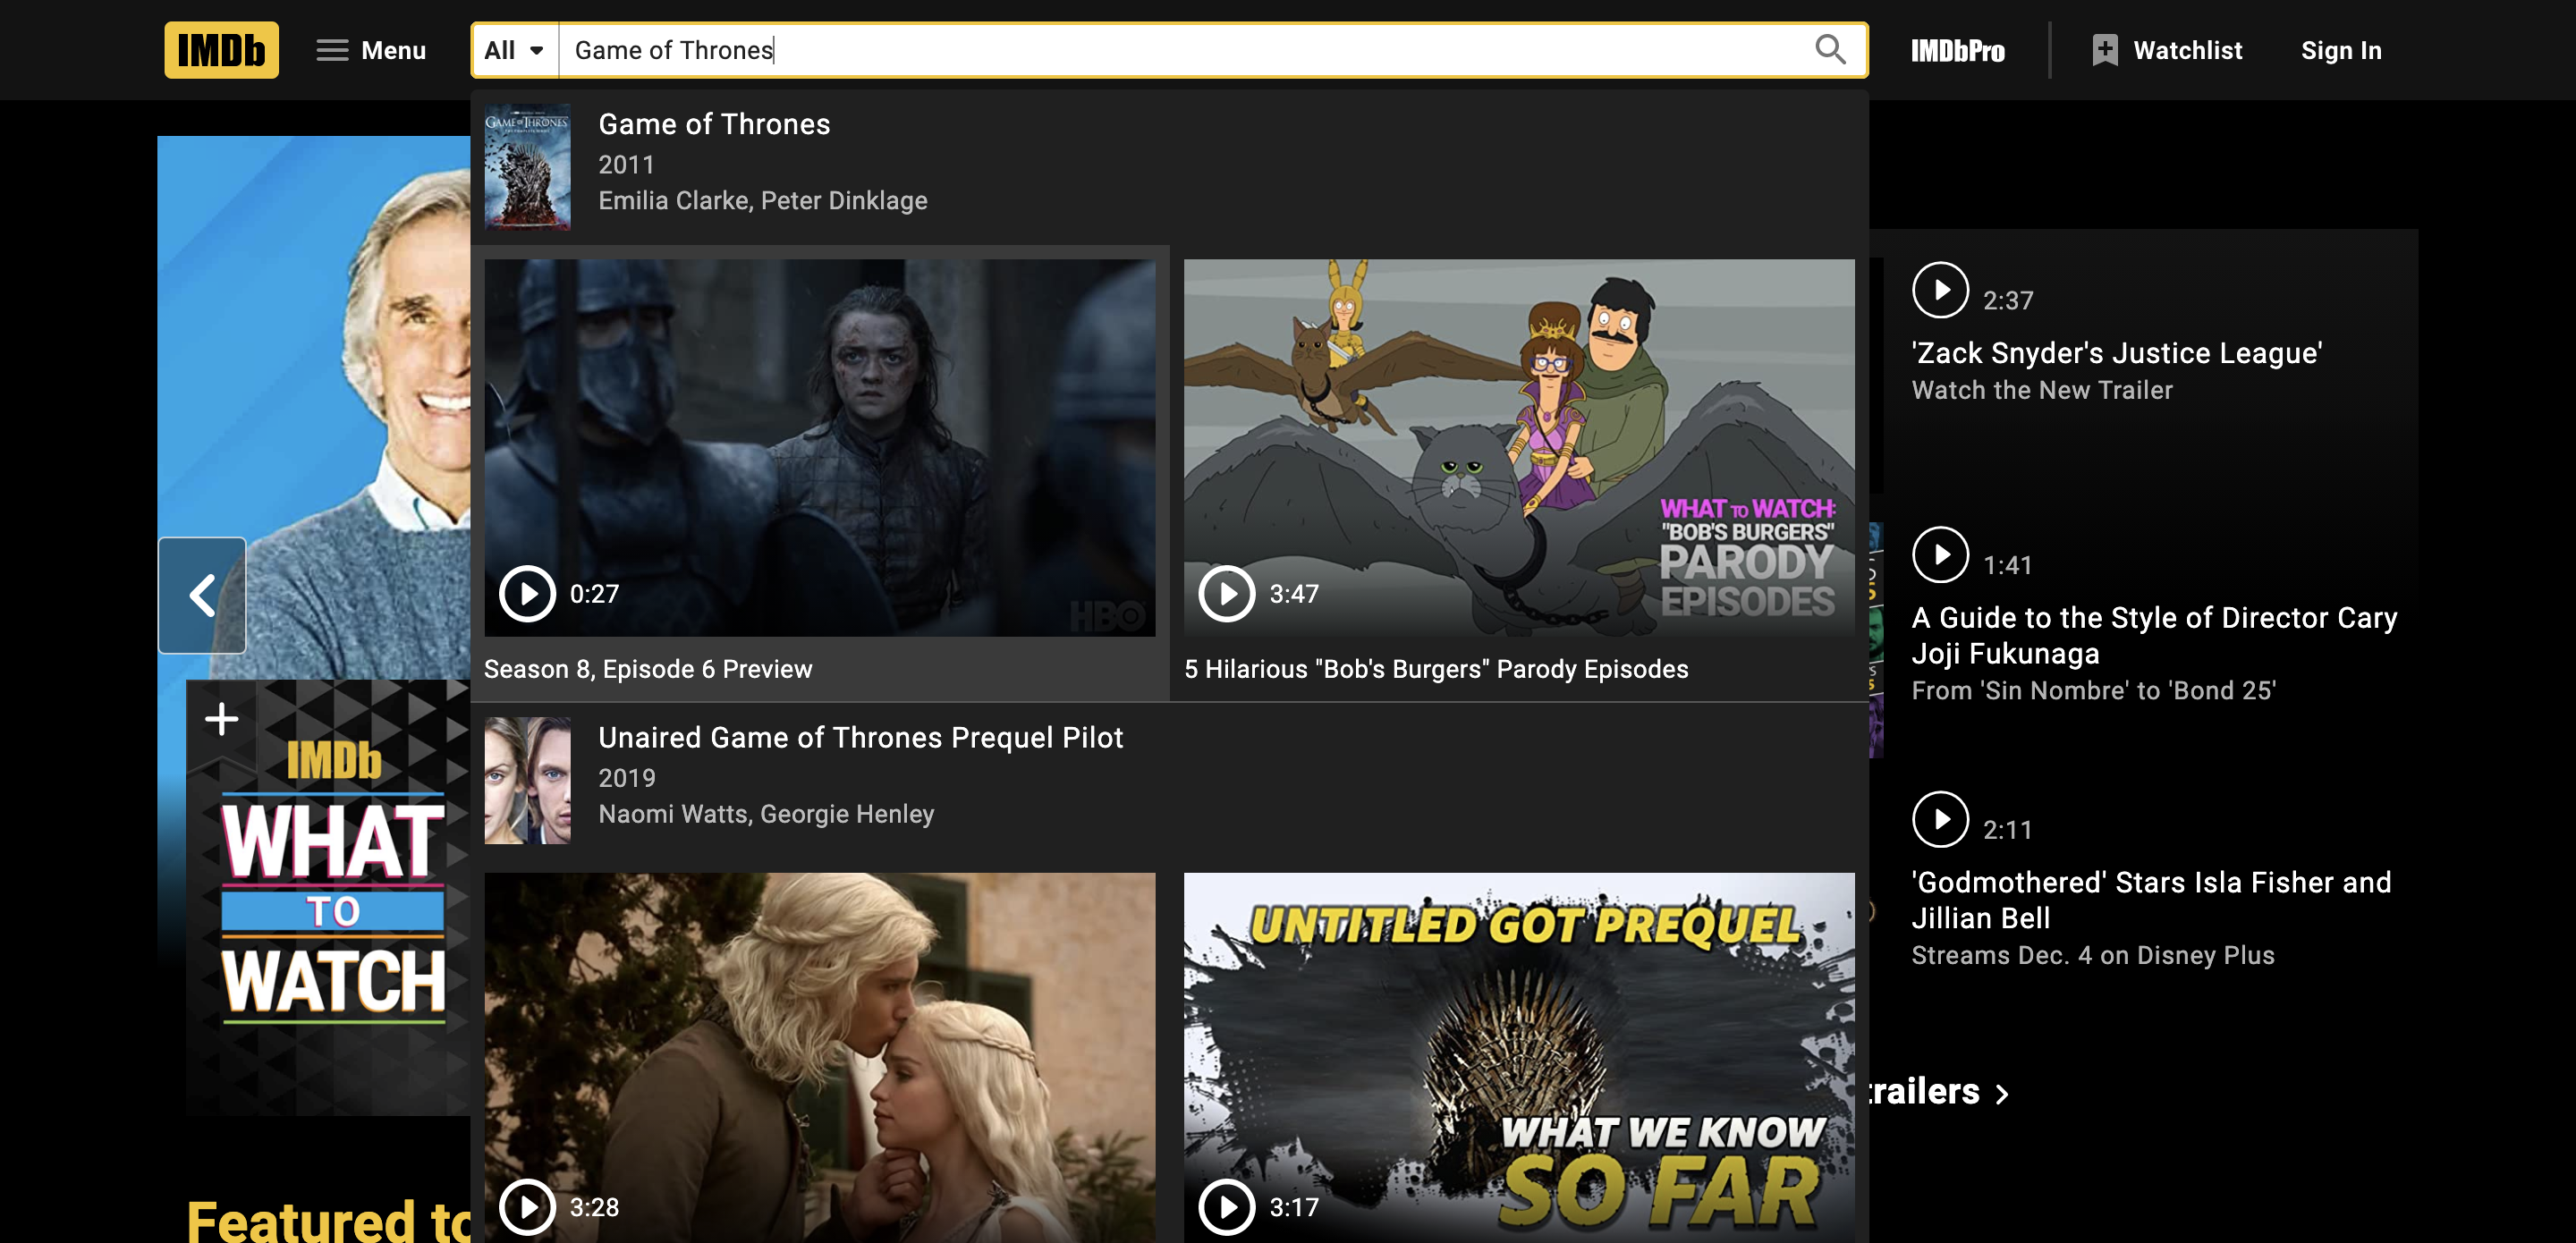 IMDb
Menu
All
Game of Thrones
IMDbPro
Watchlist
Sign In
GAME OF THRONES
Game of Thrones
2011
Emilia Clarke, Peter Dinklage
0:27
HBO
Season 8, Episode 6 Preview
WHAT TO WATCH:
"BOB'S BURGERS"
PARODY
EPISODES
3:47
5 Hilarious "Bob's Burgers" Parody Episodes
Unaired Game of Thrones Prequel Pilot
2019
Naomi Watts, Georgie Henley
3:28
UNTITLED GOT PREQUEL
WHAT WE KNOW
SO FAR
3:17
2:37
'Zack Snyder's Justice League'
Watch the New Trailer
1:41
A Guide to the Style of Director Cary
Joji Fukunaga
From 'Sin Nombre' to 'Bond 25'
2:11
'Godmothered' Stars Isla Fisher and
Jillian Bell
Streams Dec. 4 on Disney Plus
trailers
IMDb
WHAT
TO
WATCH
Featured to